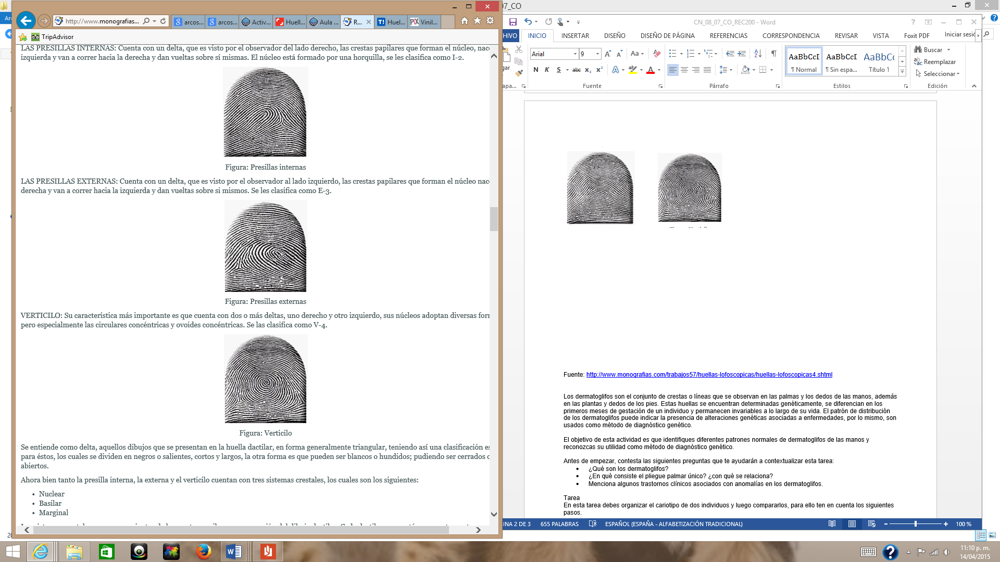 http://www.monografias...
arcos...
arcos...
Activ...
Huell...
Aula ...
R...
Huel...
Vinil...
TripAdvisor
LAS PRESILLAS INTERNAS: Cuenta con un delta, que es visto por el observador del lado derecho, las crestas papilares que forman el núcleo,
izquierda y van a correr hacia la derecha y dan vueltas sobre sí mismas. El núcleo está formado por una horquilla, se les clasifica como I-2.
Figura: Presillas internas
LAS PRESILLAS EXTERNAS: Cuenta con un delta, que es visto por el observador al lado izquierdo, las crestas papilares que forman el núcleo
derecha y van a correr hacia la izquierda y dan vueltas sobre si mismos. Se les clasifica como E-3.
Figura: Presillas externas
VERTICILO: Su característica más importante es que cuenta con dos o más deltas, uno derecho y otro izquierdo, sus núcleos adoptan diversas
pero especialmente las circulares concéntricas y ovoides concéntricas. Se las clasifica como V-4.
Figura: Verticilo
Se entiende como delta, aquellos dibujos que se presentan en la huella dactilar, en forma generalmente triangular, teniendo así una clasificación
para éstos, los cuales se dividen en negros o salientes, cortos y largos, la otra forma es que pueden ser blancos o hundidos; pudiendo ser cerrados o
abiertos.
Ahora bien tanto la presilla interna, la externa y el verticilo cuentan con tres sistemas crestales, los cuales son los siguientes:
• Nuclear
• Basilar
• Marginal
07_CO
CN_08_07_CO_REC200 - Word
HIVO INICIO INSERTAR DISEÑO DISEÑO DE PÁGINA REFERENCIAS CORRESPONDENCIA REVISAR VISTA Foxit PDF Iniciar sesió
Arial 9
N K S abc x₂ x²
AaBbCcI AaBbCcI AaBbCc
¶ Normal ¶ Sin espa... Título 1
Buscar
Reemplazar
Seleccionar
apa... Fuente Párrafo Estilos Edición
Fuente: http://www.monografias.com/trabajos57/huellas-lofoscopicas/huellas-lofoscopicas4.shtml
Los dermatoglifos son el conjunto de crestas o líneas que se observan en las palmas y los dedos de las manos, además
en las plantas y dedos de los pies. Estas huellas se encuentran determinadas genéticamente, se diferencian en los
primeros meses de gestación de un individuo y permanecen invariables a lo largo de su vida. El patrón de distribución
de los dermatoglifos puede indicar la presencia de alteraciones genéticas asociadas a enfermedades, por lo mismo, son
usados como método de diagnóstico genético.
El objetivo de esta actividad es que identifiques diferentes patrones normales de dermatoglifos de las manos y
reconozcas su utilidad como método de diagnóstico genético.
Antes de empezar, contesta las siguientes preguntas que te ayudarán a contextualizar esta tarea:
• ¿Qué son los dermatoglifos?
• ¿En qué consiste el pliegue palmar único? ¿con qué se relaciona?
• Menciona algunos trastornos clínicos asociados con anomalías en los dermatoglifos.
Tarea
En esta tarea debes organizar el cariotipo de dos individuos y luego compararlos, para ello ten en cuenta los siguientes
pasos.
INA 2 DE 3 655 PALABRAS ESPAÑOL (ESPAÑA - ALFABETIZACIÓN TRADICIONAL) 100 %
11:10 p. m.
14/04/2015